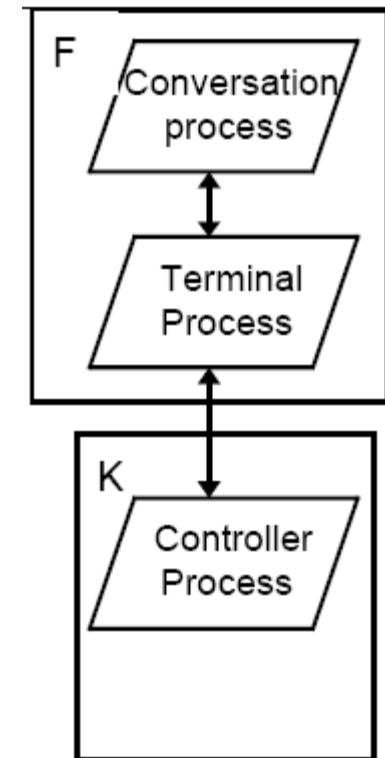 F
Conversation
process
Terminal
Process
K
Controller
Process